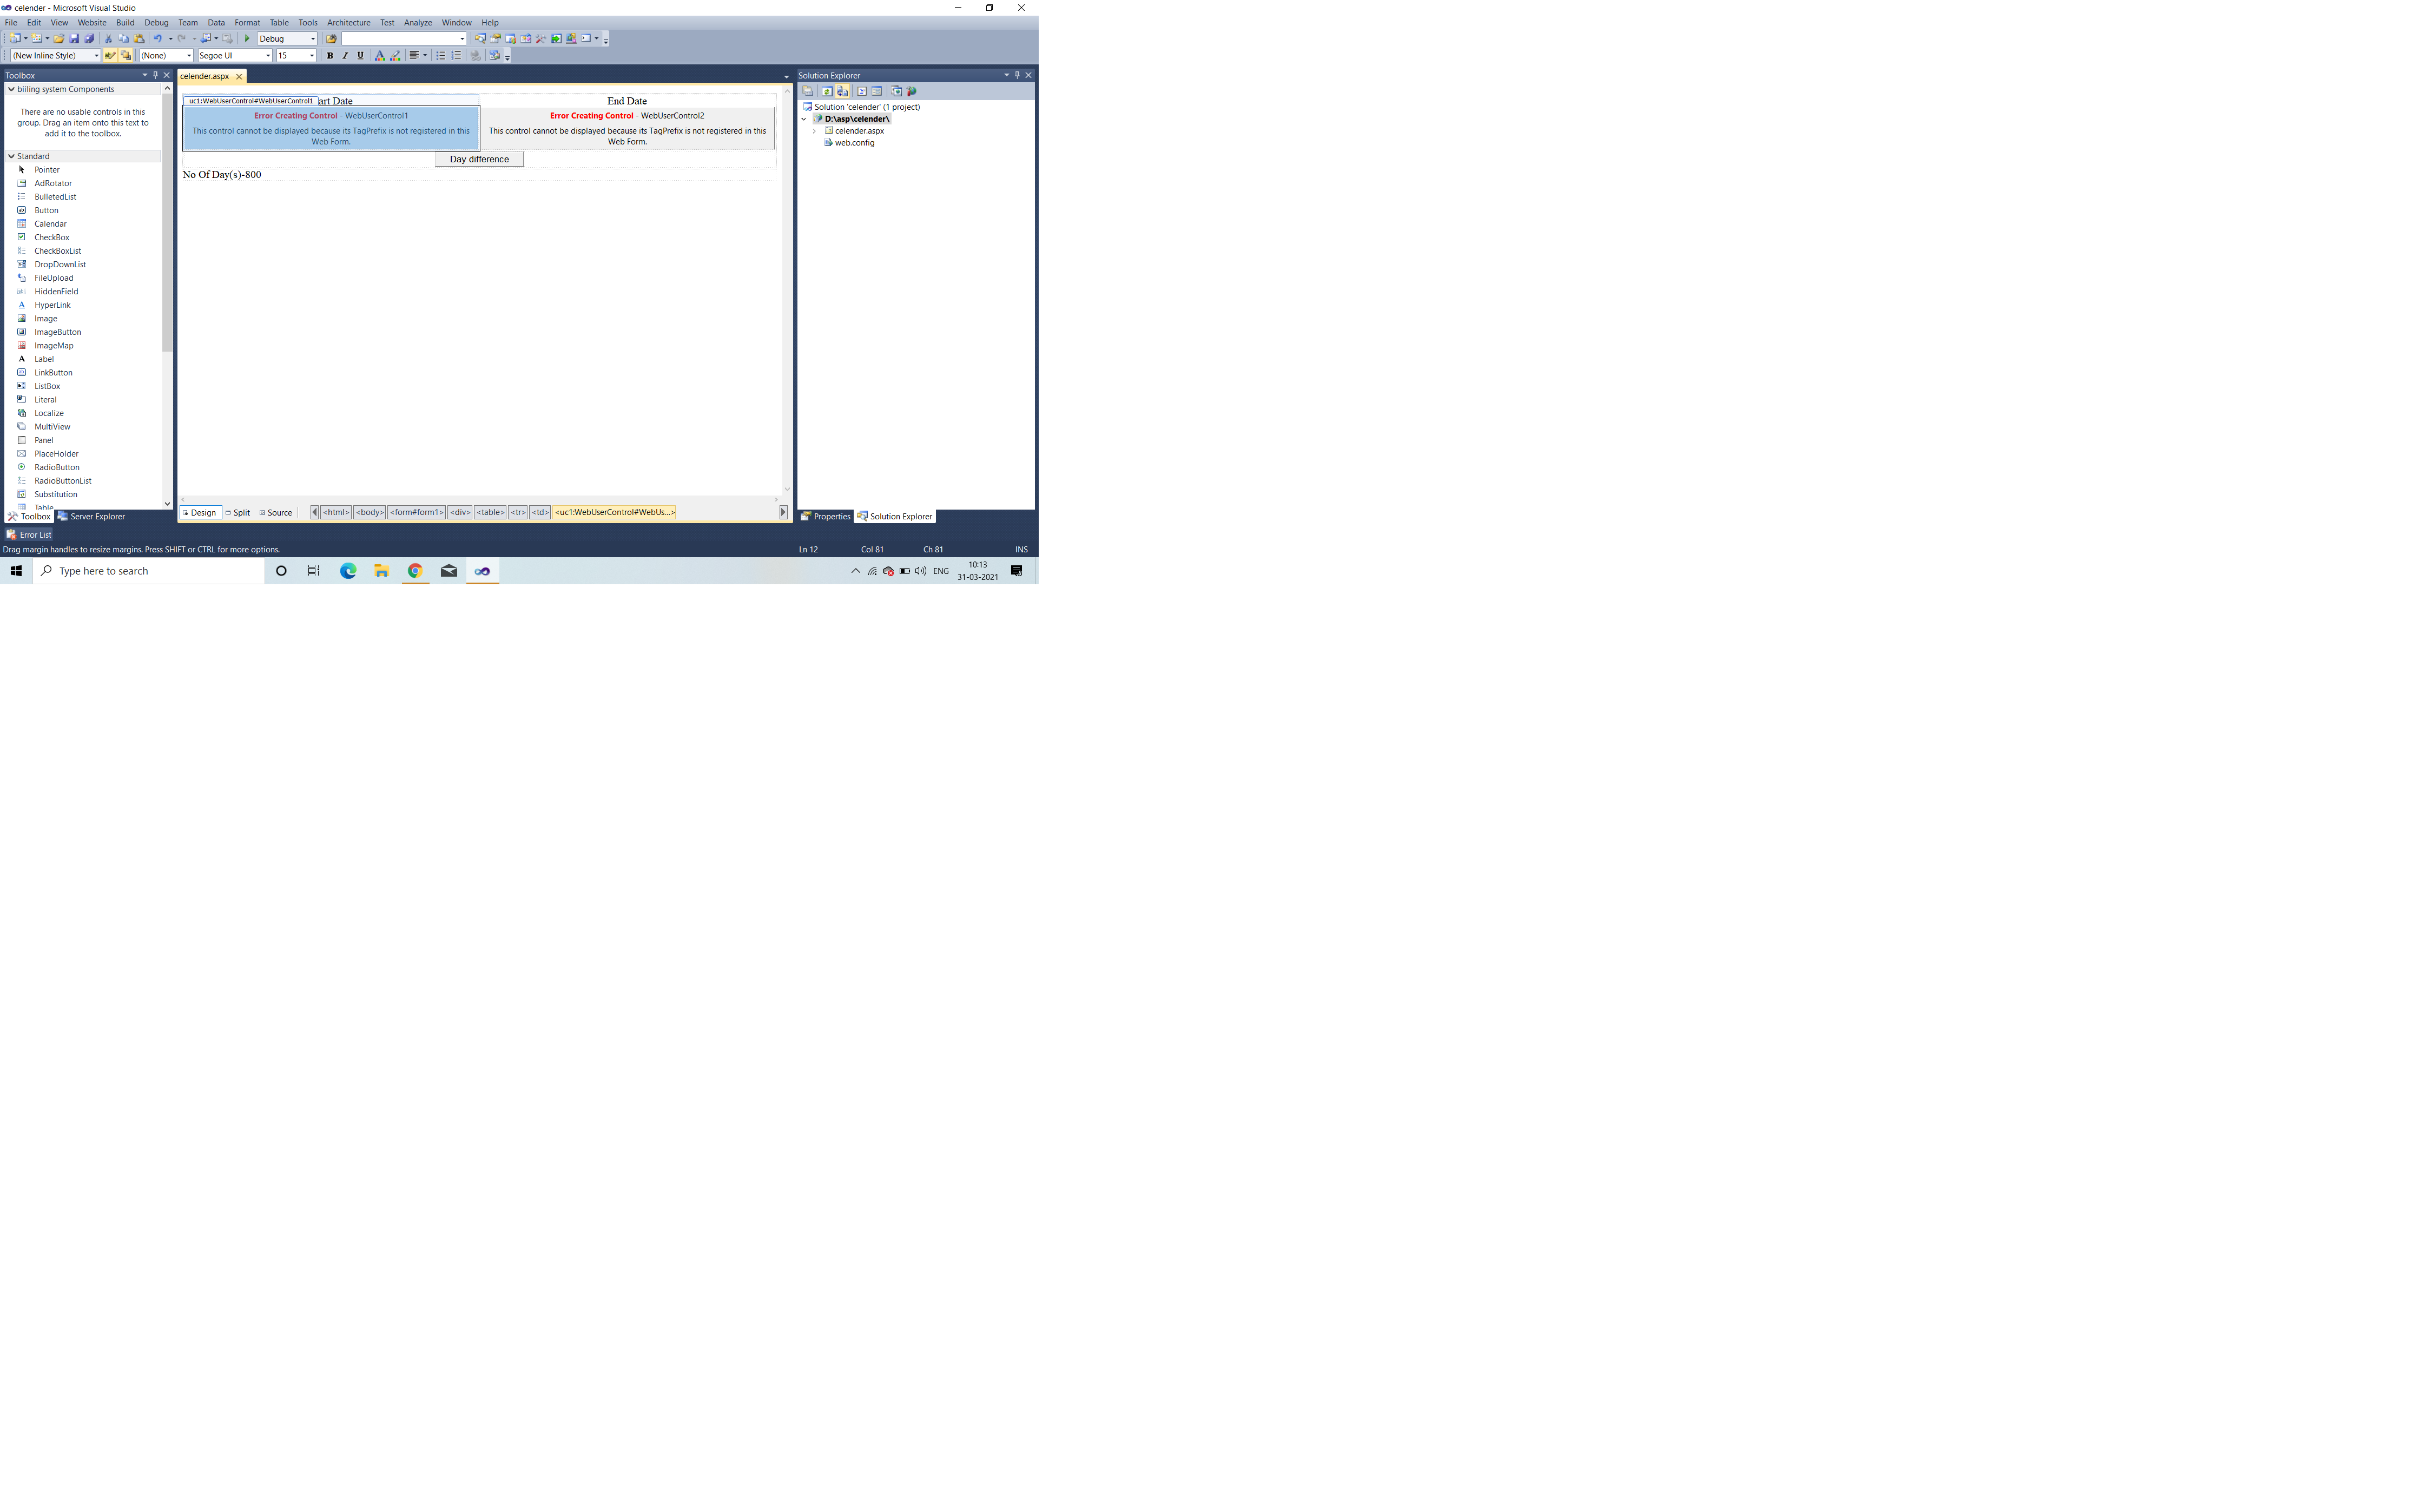 celender - Microsoft Visual Studio
File Edit View Website Build Debug Team Data Format Table Tools Architecture Test Analyze Window Help
Debug
(New Inline Style) (None) Segoe UI 15 B I U
Toolbox
biiling system Components
There are no usable controls in this
group. Drag an item onto this text to
add it to the toolbox.
Standard
Pointer
AdRotator
BulletedList
Button
Calendar
CheckBox
CheckBoxList
DropDownList
FileUpload
HiddenField
HyperLink
Image
ImageButton
ImageMap
Label
LinkButton
ListBox
Literal
Localize
MultiView
Panel
PlaceHolder
RadioButton
RadioButtonList
Substitution
Table
Toolbox Server Explorer
celender.aspx
uc1:WebUserControl#WebUserControl1 art Date
End Date
Error Creating Control - WebUserControl1
This control cannot be displayed because its TagPrefix is not registered in this
Web Form.
Error Creating Control - WebUserControl2
This control cannot be displayed because its TagPrefix is not registered in this
Web Form.
Day difference
No Of Day(s)-800
Design Split Source <html> <body> <form#form1> <div> <table> <tr> <td> <uc1:WebUserControl#WebUs...>
Solution Explorer
Solution 'celender' (1 project)
D:\asp\celender\
celender.aspx
web.config
Properties Solution Explorer
Error List
Drag margin handles to resize margins. Press SHIFT or CTRL for more options. Ln 12 Col 81 Ch 81 INS
Type here to search
ENG
10:13
31-03-2021